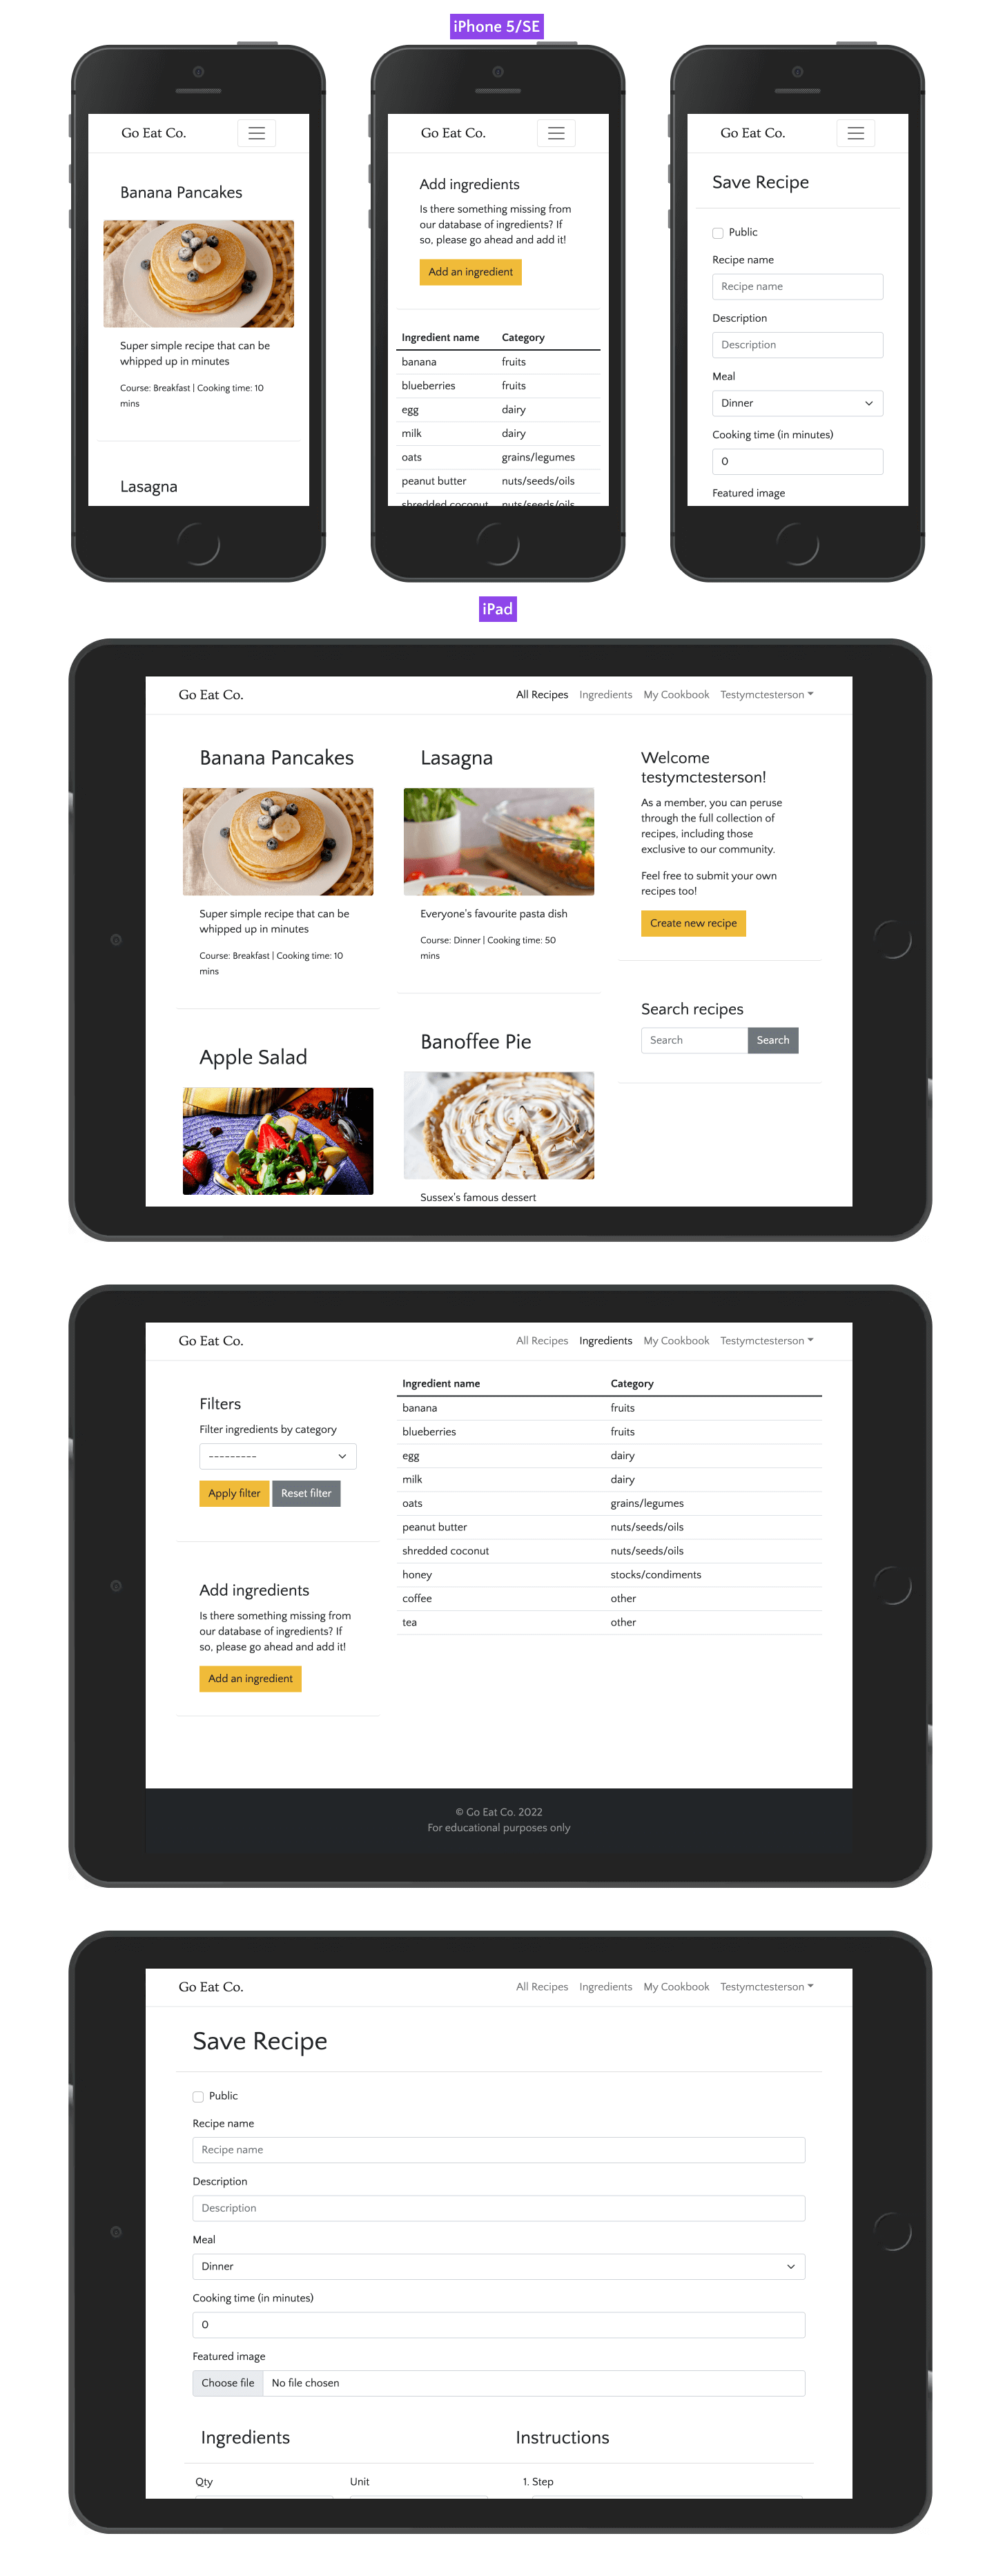 iPhone 5/SE
Go Eat Co.
Banana Pancakes
Super simple recipe that can be
whipped up in minutes
Course: Breakfast | Cooking time: 10
mins
Lasagna
Go Eat Co.
Add ingredients
Is there something missing from
our database of ingredients? If
so, please go ahead and add it!
Add an ingredient
Ingredient name Category
banana fruits
blueberries fruits
egg dairy
milk dairy
oats grains/legumes
peanut butter nuts/seeds/oils
shredded coconut nuts/seeds/oils
Go Eat Co.
Save Recipe
Public
Recipe name
Recipe name
Description
Description
Meal
Dinner
Cooking time (in minutes)
0
Featured image
iPad
Go Eat Co. All Recipes Ingredients My Cookbook Testymctesterson
Banana Pancakes
Super simple recipe that can be
whipped up in minutes
Course: Breakfast | Cooking time: 10
mins
Apple Salad
Lasagna
Everyone's favourite pasta dish
Course: Dinner | Cooking time: 50
mins
Banoffee Pie
Sussex's famous dessert
Welcome
testymctesterson!
As a member, you can peruse
through the full collection of
recipes, including those
exclusive to our community.
Feel free to submit your own
recipes too!
Create new recipe
Search recipes
Search Search
Go Eat Co. All Recipes Ingredients My Cookbook Testymctesterson
Filters
Filter ingredients by category
---------
Apply filter Reset filter
Add ingredients
Is there something missing from
our database of ingredients? If
so, please go ahead and add it!
Add an ingredient
Ingredient name Category
banana fruits
blueberries fruits
egg dairy
milk dairy
oats grains/legumes
peanut butter nuts/seeds/oils
shredded coconut nuts/seeds/oils
honey stocks/condiments
coffee other
tea other
© Go Eat Co. 2022
For educational purposes only
Go Eat Co. All Recipes Ingredients My Cookbook Testymctesterson
Save Recipe
Public
Recipe name
Recipe name
Description
Description
Meal
Dinner
Cooking time (in minutes)
0
Featured image
Choose file No file chosen
Ingredients Instructions
Qty Unit 1. Step